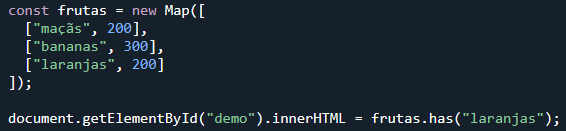 const frutas = new Map([
  ["maçãs", 200],
  ["bananas", 300],
  ["laranjas", 200]
]);

document.getElementById("demo").innerHTML = frutas.has("laranjas");